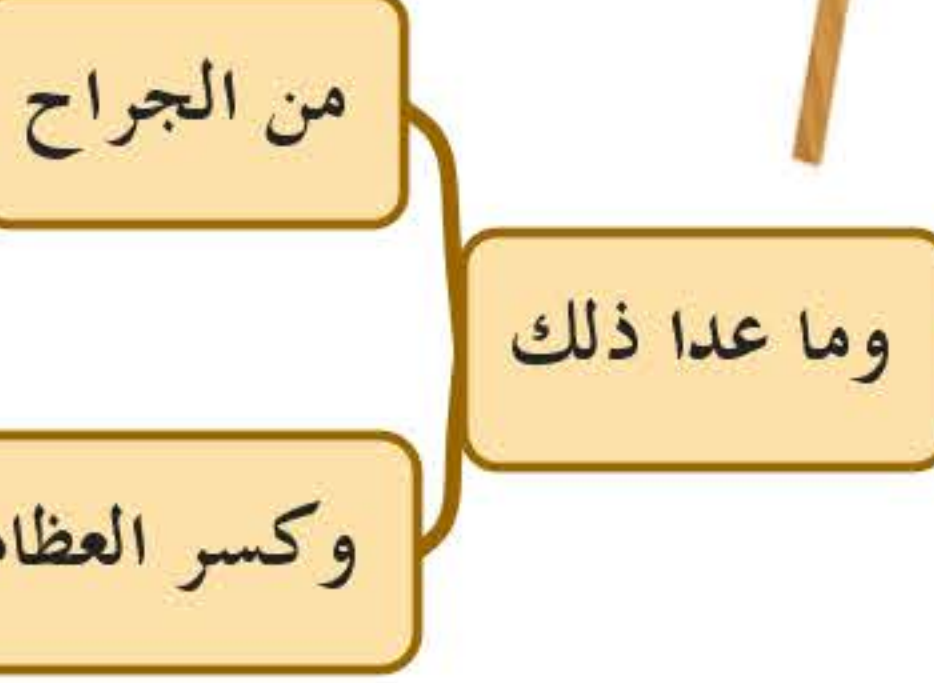 وما عدا ذلك
من الجراح
وكسر